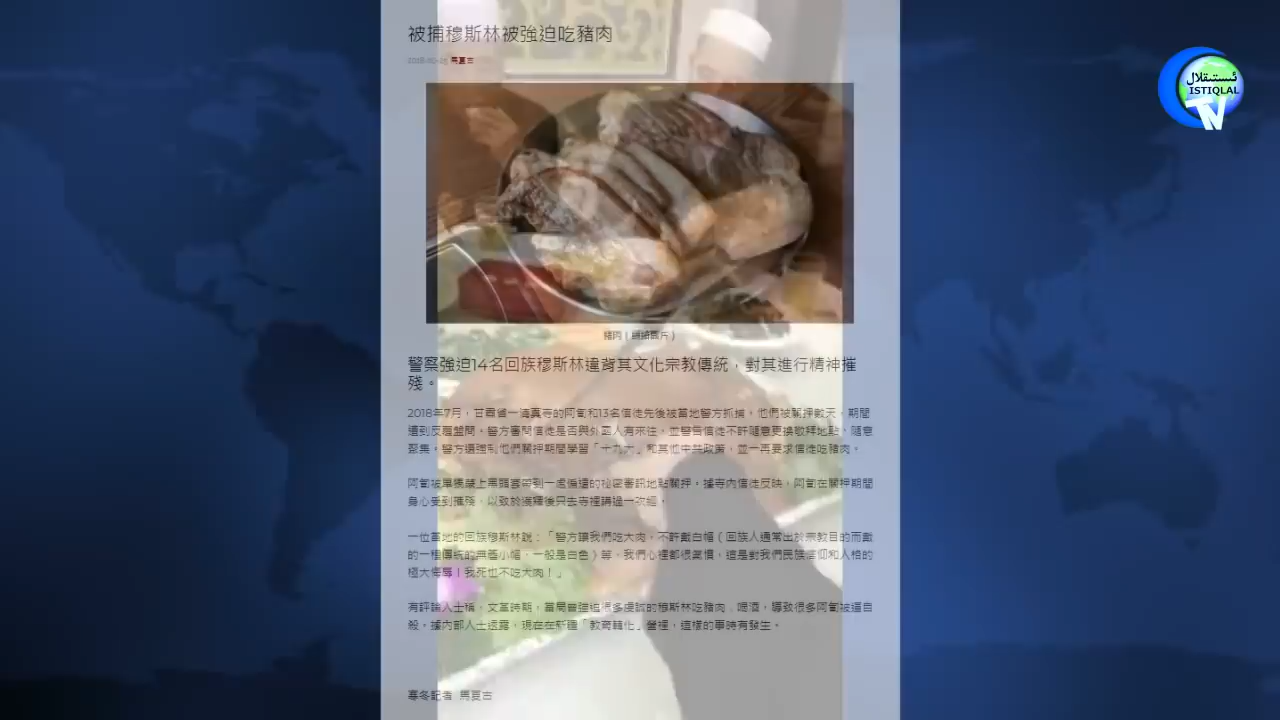 被捕穆斯林被強迫吃豬肉
馬夏古
ئىستىقلال
ISTIQLAL
TV
豬肉（網絡圖片）
警察強迫14名回族穆斯林違背其文化宗教傳統，對其進行精神摧
殘。
2018年7月，甘肅省一清真寺的阿訇和13名信徒先後被當地警方抓捕，他們被關押數天，期間
遭到反覆盤問。警方審問信徒是否與外國人有來往，並警告信徒不許隨意更換敬拜地點、隨意
聚集。警方還強制他們關押期間學習「十九大」和其他中共政策，並一再要求信徒吃豬肉。
阿訇被單獨蒙上黑頭套帶到一處偏遠的秘密審訊地點關押。據寺內信徒反映，阿訇在關押期間
身心受到摧殘，以致於獲釋後只去寺裡講過一次經。
一位當地的回族穆斯林說：「警方讓我們吃大肉，不許戴白帽（回族人通常出於宗教目的而戴
的一種傳統的無簷小帽，一般是白色）等，我們心裡都很氣憤，這是對我們民族信仰和人格的
極大侮辱！我死也不吃大肉！」
有評論人士稱，文革時期，當局曾強迫很多虔誠的穆斯林吃豬肉、喝酒，導致很多阿訇被逼自
殺。據內部人士透露，現在在新疆「教育轉化」營裡，這樣的事時有發生。
寒冬記者 馬夏古